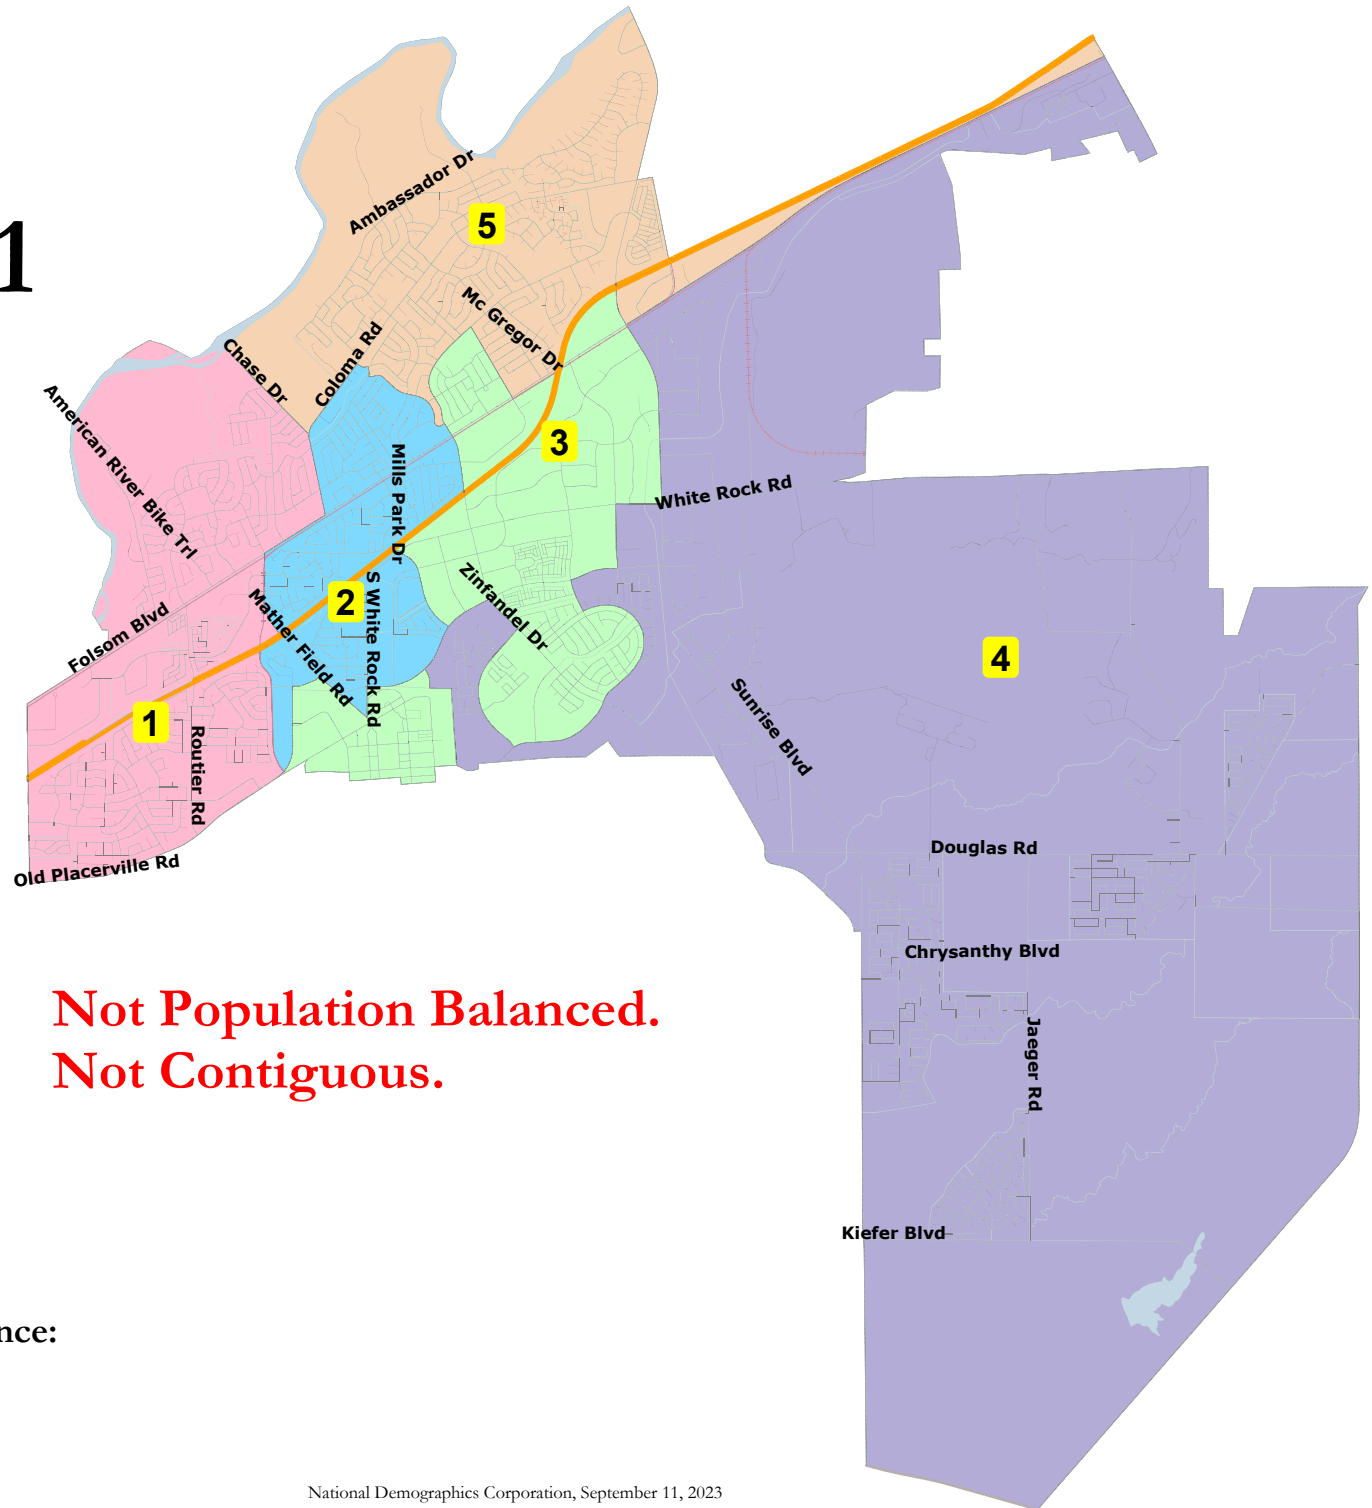 Ambassador Dr
5
1
Mc Gregor Dr
Coloma Rd
Chase Dr
American River Bike Trl
3
Mills Park Dr
White Rock Rd
Zinfandel Dr
S White Rock Rd
2
Mather Field Rd
Folsom Blvd
4
1
Routier Rd
Sunrise Blvd
Old Placerville Rd
Douglas Rd
Chrysanthy Blvd
Not Population Balanced.
Not Contiguous.
Jaeger Rd
Kiefer Blvd
nce:
National Demographics Corporation, September 11, 2023